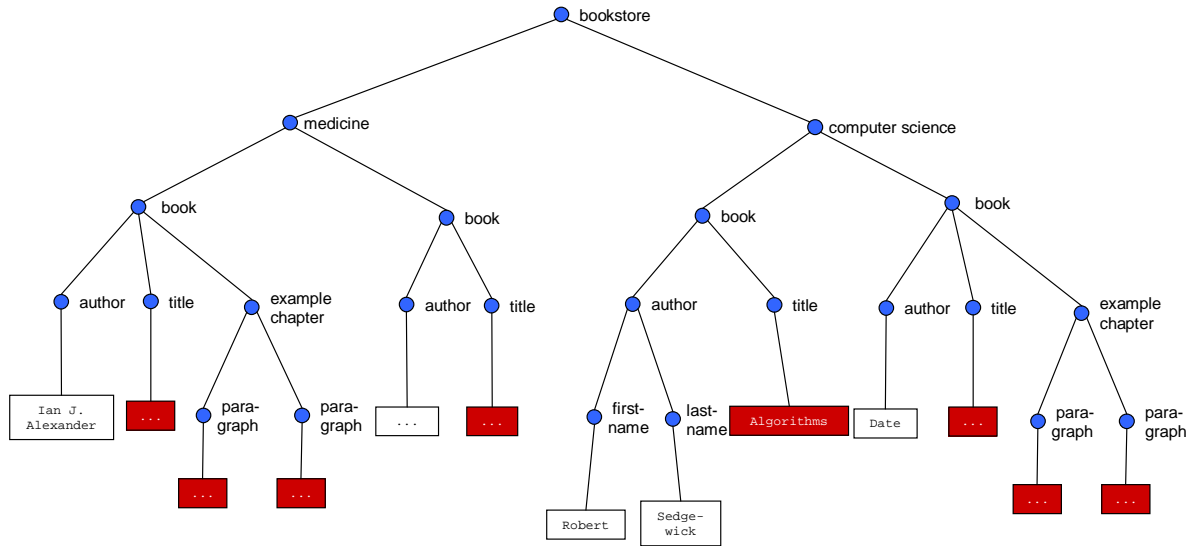 bookstore
medicine
computer science
book
book
book
book
author
title
example
chapter
author
title
author
title
author
title
example
chapter
Ian J.
Alexander
...
para-
graph
para-
graph
...
...
first-
name
last-
name
Algorithms
Date
...
para-
graph
para-
graph
...
...
Robert
Sedge-
wick
...
...